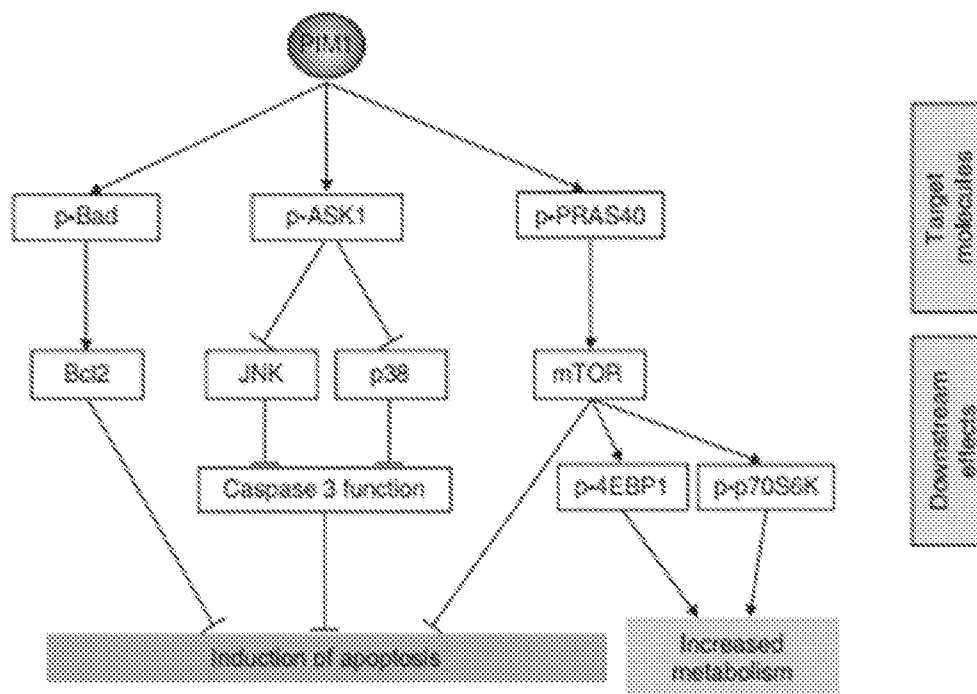 PIM1
p-Bad
p-ASK1
p-PRAS40
Target
molecules
Bcl2
JNK
p38
mTOR
Downstream
effects
Caspase 3 function
p-4EBP1
p-p70S6K
Induction of apoptosis
Increased
metabolism